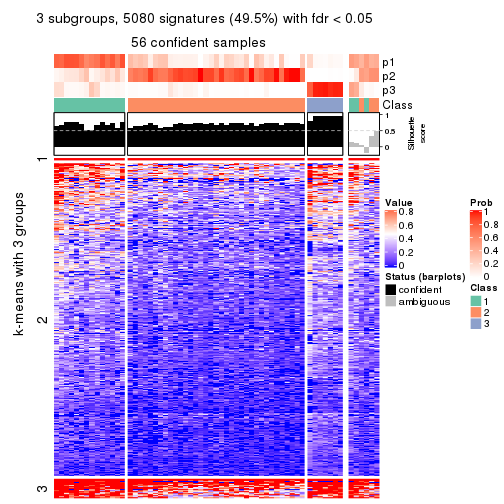 3 subgroups, 5080 signatures (49.5%) with fdr < 0.05
56 confident samples
p1
p2
p3
Class
1
0.5
0
Silhouette
score
k-means with 3 groups
1
2
3
Value
0.8
0.6
0.4
0.2
0
Status (barplots)
confident
ambiguous
Prob
1
0.8
0.6
0.4
0.2
0
Class
1
2
3